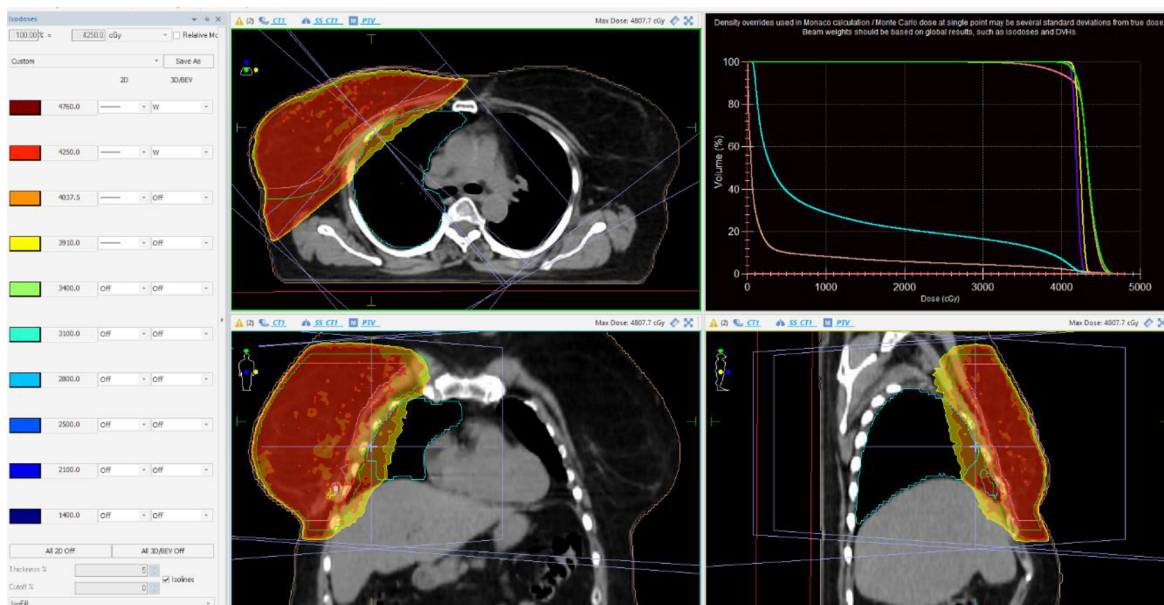 Isodoses
100.00 % = 4250.0 cGy Relative Mc
Custom Save As
2D 3D/BEV
4760.0 W
4250.0 W
4037.5 Off
3910.0 Off
3400.0 Off Off
3100.0 Off Off
2800.0 Off Off
2500.0 Off Off
2100.0 Off Off
1400.0 Off Off
All 2D Off All 3D/BEV Off
Thickness % 5
Isolines
Cutoff % 0
IsoFill
(2) CT1 SS CT1 PTV Max Dose: 4807.7 cGy
Density overrides used in Monaco calculation / Monte Carlo dose at single point may be several standard deviations from true dose
Beam weights should be based on global results, such as isodoses and DVHs.
Volume (%)
100
80
60
40
20
0
0 1000 2000 3000 4000 5000
Dose (cGy)
(2) CT1 SS CT1 PTV Max Dose: 4807.7 cGy
(2) CT1 SS CT1 PTV Max Dose: 4807.7 cGy